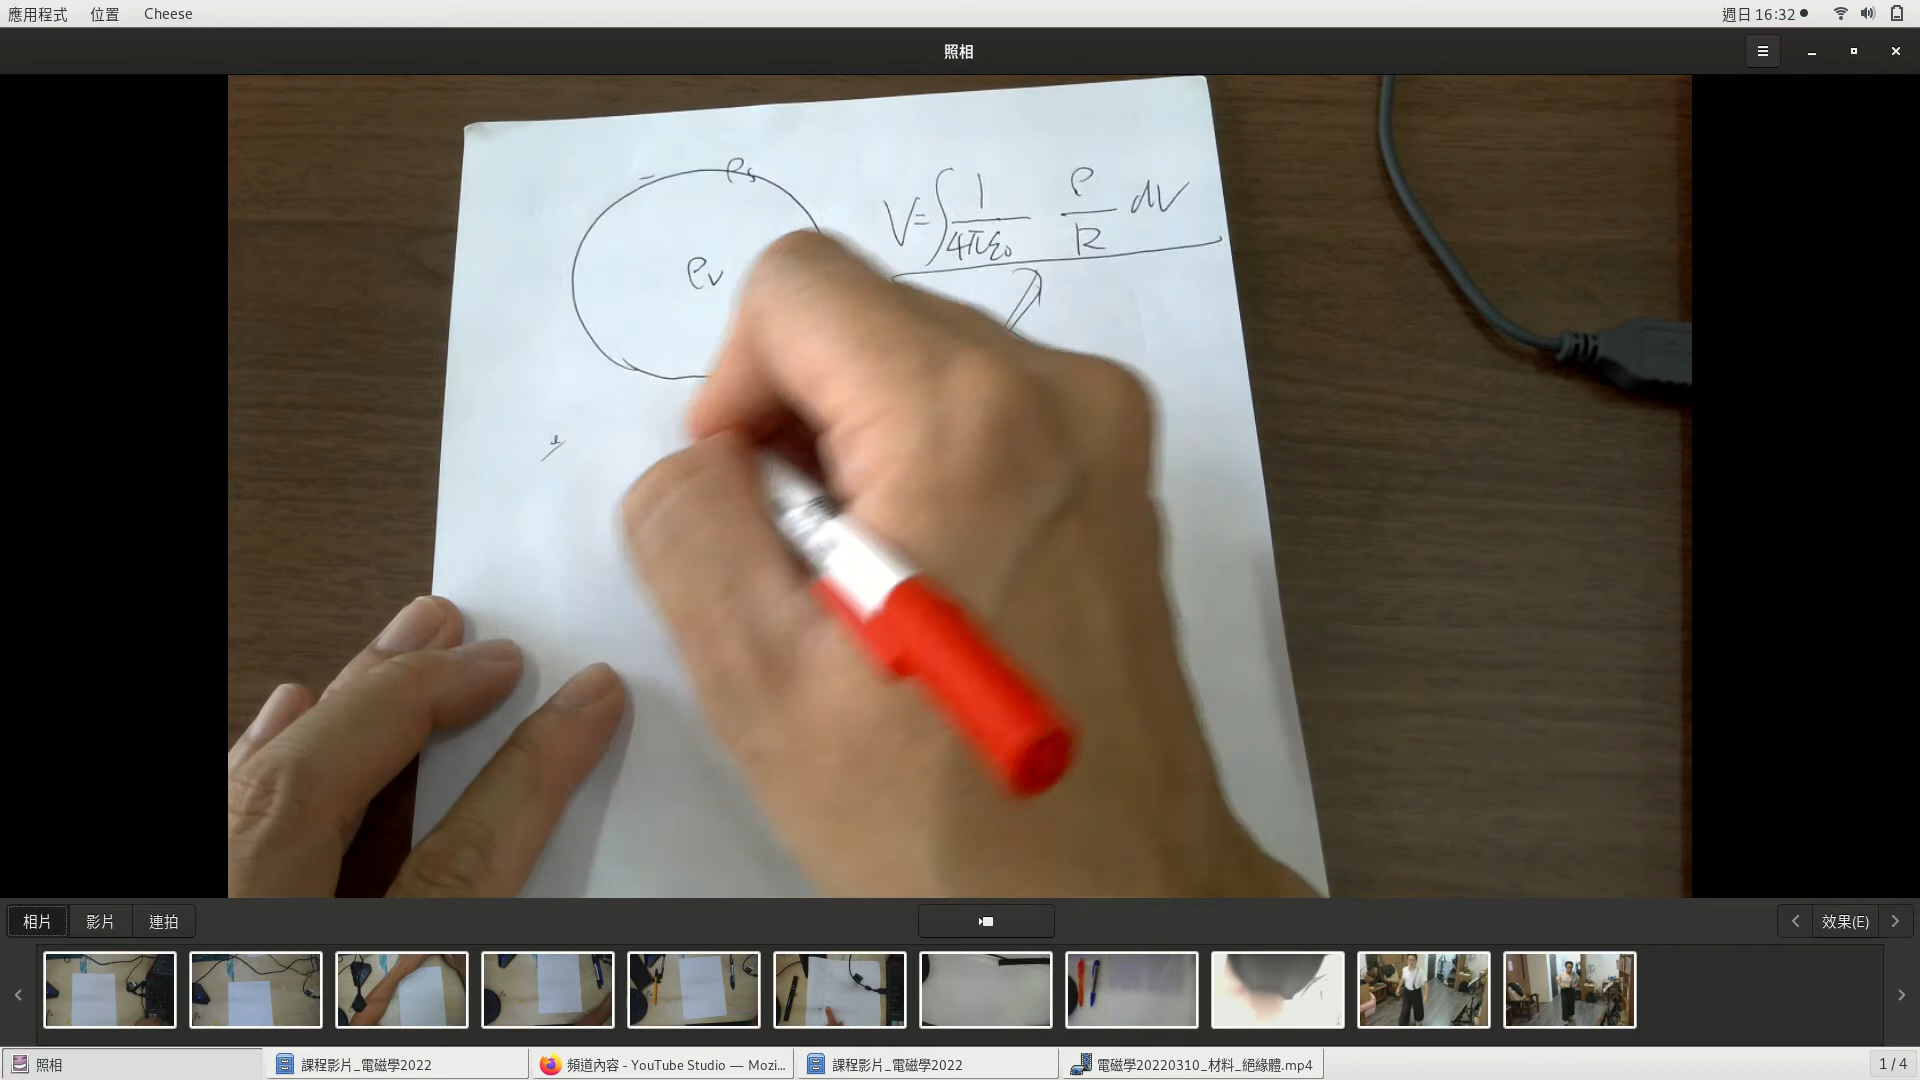 應用程式 位置 Cheese 週日 16:32
照相
ρs
V=∫ 1/4πε₀ ρ/R dV
ρv
相片 影片 連拍 效果(E)
照相 課程影片_電磁學2022 頻道內容 - YouTube Studio — Mozi... 課程影片_電磁學2022 電磁學20220310_材料_絕緣體.mp4 1 / 4